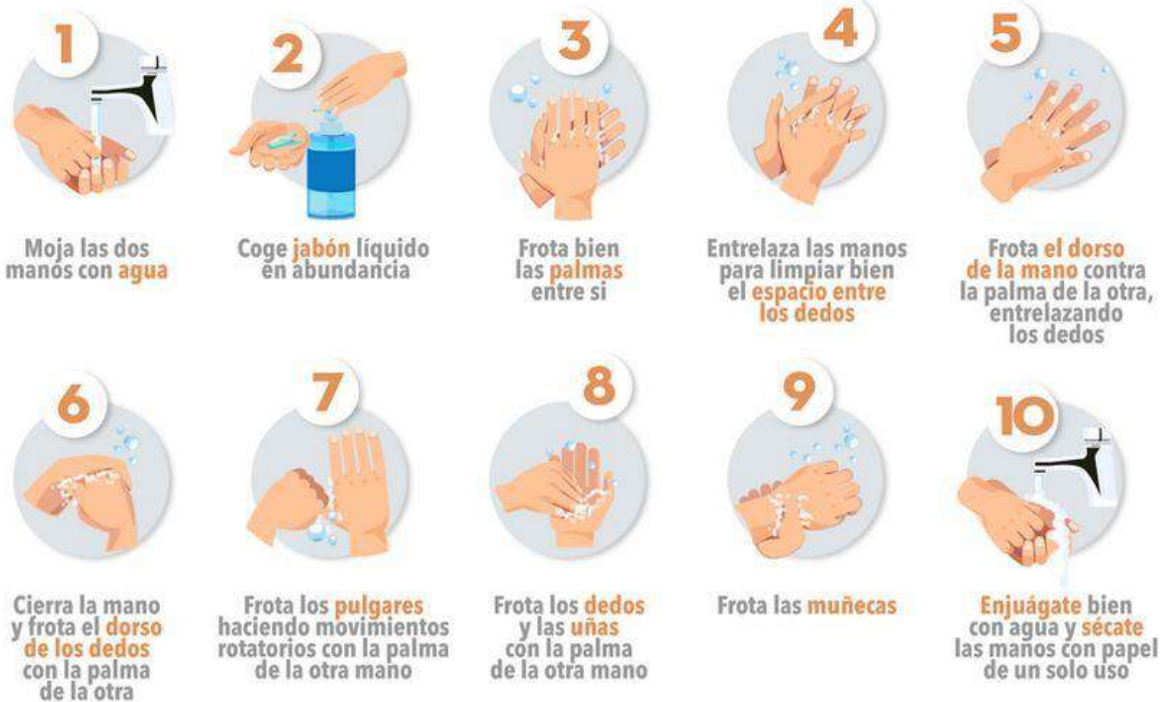 1
Moja las dos
manos con agua
2
Coge jabón líquido
en abundancia
3
Frota bien
las palmas
entre si
4
Entrelaza las manos
para limpiar bien
el espacio entre
los dedos
5
Frota el dorso
de la mano contra
la palma de la otra,
entrelazando
los dedos
6
Cierra la mano
y frota el dorso
de los dedos
con la palma
de la otra
7
Frota los pulgares
haciendo movimientos
rotatorios con la palma
de la otra mano
8
Frota los dedos
y las uñas
con la palma
de la otra mano
9
Frota las muñecas
10
Enjuágate bien
con agua y sécate
las manos con papel
de un solo uso